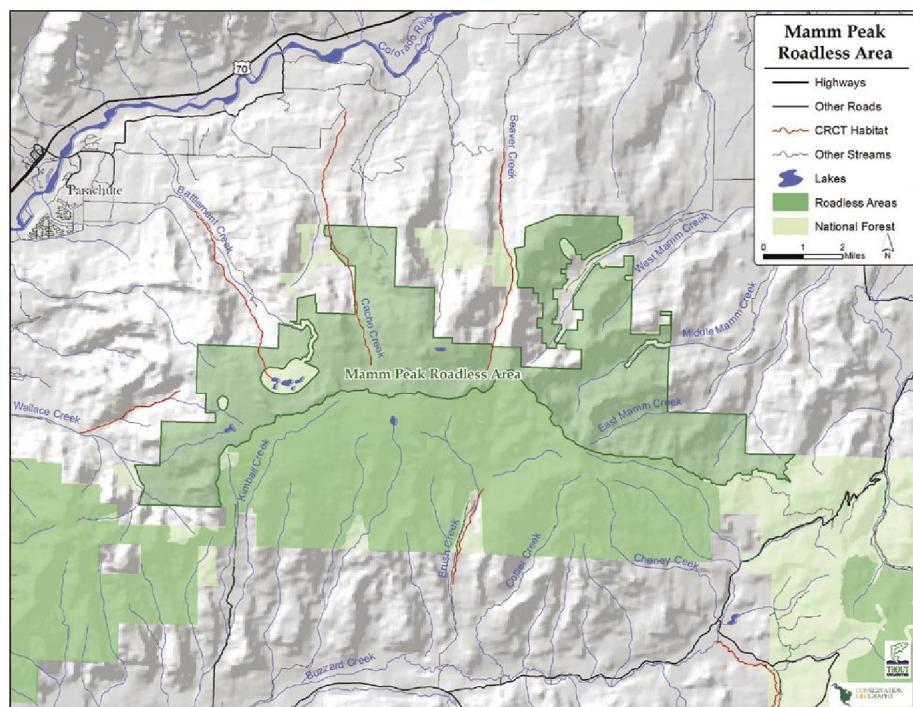 Mamm Peak
Roadless Area
Highways
Other Roads
CRCT Habitat
Other Streams
Lakes
Roadless Areas
National Forest
0 1 2
Miles
N
Colorado River
70
Parachute
Battlement Creek
Beaver Creek
West Mamm Creek
Cache Creek
Middle Mamm Creek
Mamm Peak Roadless Area
Wallace Creek
East Mamm Creek
Kimball Creek
Brush Creek
Collier Creek
Cheney Creek
Buzzard Creek
TROUT
UNLIMITED
CONSERVATION
GEOGRAPHY